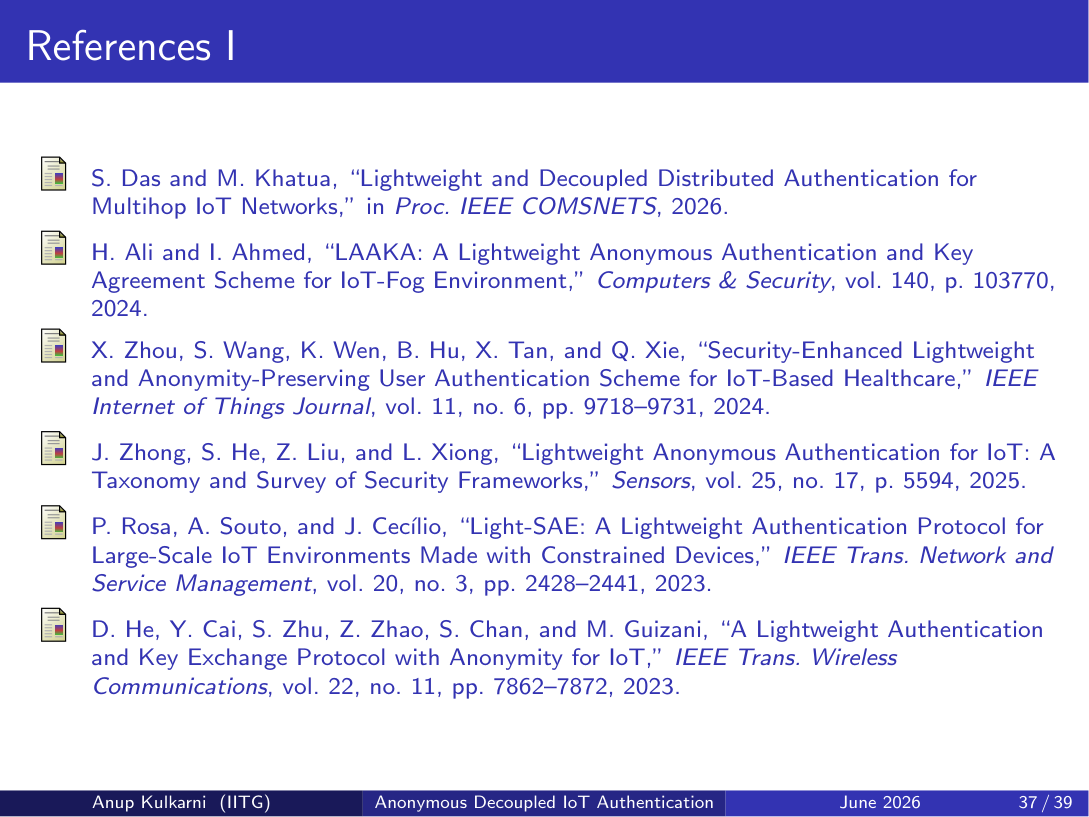 References I
S. Das and M. Khatua, “Lightweight and Decoupled Distributed Authentication for
Multihop IoT Networks,” in Proc. IEEE COMSNETS, 2026.
H. Ali and I. Ahmed, “LAAKA: A Lightweight Anonymous Authentication and Key
Agreement Scheme for IoT-Fog Environment,” Computers & Security, vol. 140, p. 103770,
2024.
X. Zhou, S. Wang, K. Wen, B. Hu, X. Tan, and Q. Xie, “Security-Enhanced Lightweight
and Anonymity-Preserving User Authentication Scheme for IoT-Based Healthcare,” IEEE
Internet of Things Journal, vol. 11, no. 6, pp. 9718–9731, 2024.
J. Zhong, S. He, Z. Liu, and L. Xiong, “Lightweight Anonymous Authentication for IoT: A
Taxonomy and Survey of Security Frameworks,” Sensors, vol. 25, no. 17, p. 5594, 2025.
P. Rosa, A. Souto, and J. Cecílio, “Light-SAE: A Lightweight Authentication Protocol for
Large-Scale IoT Environments Made with Constrained Devices,” IEEE Trans. Network and
Service Management, vol. 20, no. 3, pp. 2428–2441, 2023.
D. He, Y. Cai, S. Zhu, Z. Zhao, S. Chan, and M. Guizani, “A Lightweight Authentication
and Key Exchange Protocol with Anonymity for IoT,” IEEE Trans. Wireless
Communications, vol. 22, no. 11, pp. 7862–7872, 2023.
Anup Kulkarni (IITG) Anonymous Decoupled IoT Authentication June 2026 37 / 39